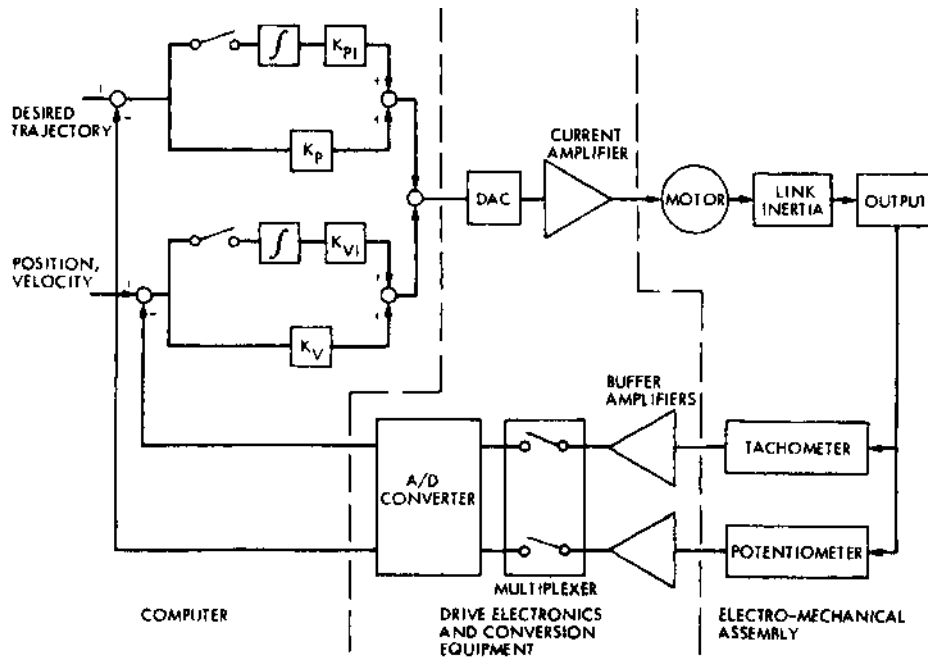 ∫
K_PI
+
DESIRED
TRAJECTORY
-
K_P
CURRENT
AMPLIFIER
DAC
MOTOR
LINK
INERTIA
OUTPUT
∫
K_VI
POSITION,
VELOCITY
-
K_V
BUFFER
AMPLIFIERS
A/D
CONVERTER
TACHOMETER
POTENTIOMETER
MULTIPLEXER
COMPUTER
DRIVE ELECTRONICS
AND CONVERSION
EQUIPMENT
ELECTRO-MECHANICAL
ASSEMBLY